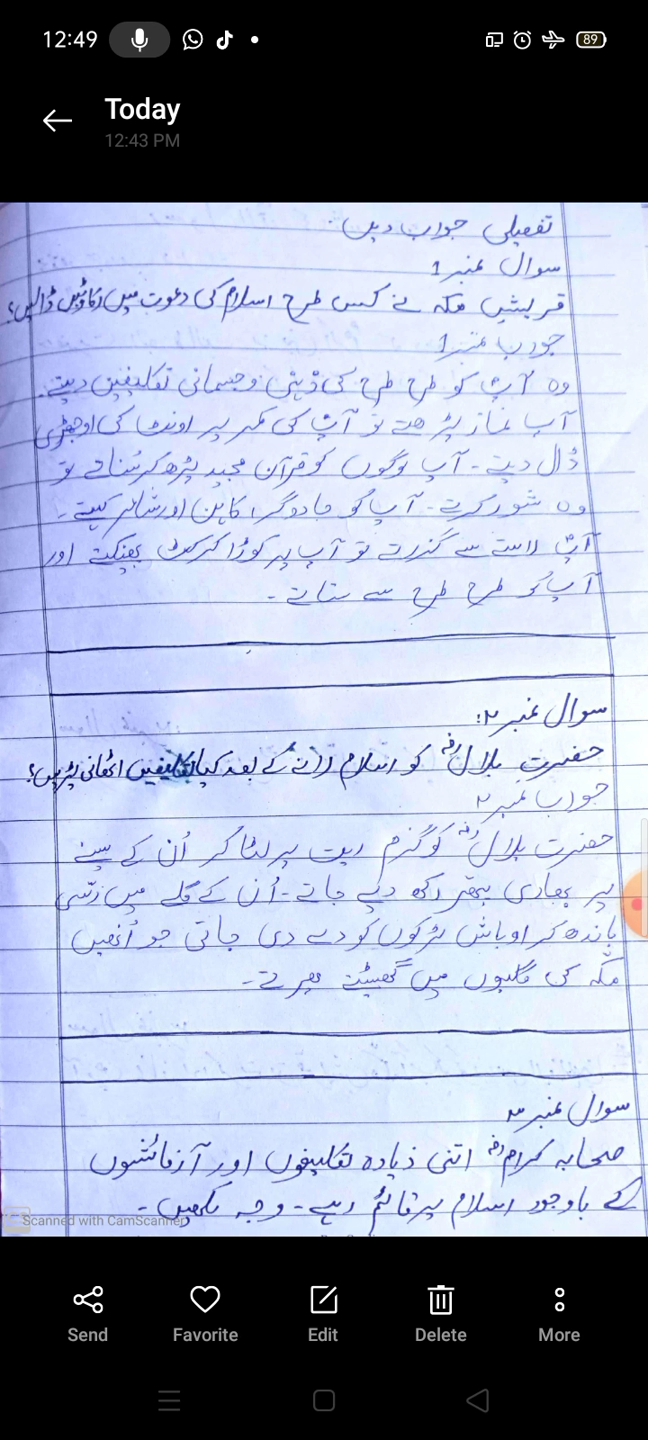 12:49
89
Today
12:43 PM
تفصیلی جواب دیں۔
سوال نمبر 1
قریشِ مکہ نے کس طرح اسلام کی دعوت میں رکاوٹیں ڈالیں؟
جواب نمبر 1
وہ آپؐ کو طرح طرح کی ذہنی و جسمانی تکلیفیں دیتے۔
آپ نماز پڑھتے تو آپؐ کی کمر پر اونٹ کی اوجھڑی
ڈال دیتے۔ آپ لوگوں کو قرآن مجید پڑھ کر سُناتے تو
وہ شور کرتے۔ آپ کو جادوگر، کاہن اور شاعر کہتے۔
آپؐ راستے سے گزرتے تو آپ پر کوڑا کرکٹ پھینکتے اور
آپ کو طرح طرح سے ستاتے۔
سوال نمبر ۲:
حضرت بلالؓ کو اسلام لانے کے بعد کیا تکلیفیں اٹھانی پڑیں؟
جواب نمبر ۲
حضرت بلالؓ کو گرم ریت پر لٹا کر اُن کے سینے
پر بھاری پتھر رکھ دیے جاتے۔ اُن کے گلے میں رسّی
باندھ کر اوباش لڑکوں کو دے دی جاتی جو اُنھیں
مکّہ کی گلیوں میں گھسیٹتے پھرتے۔
سوال نمبر ۳
صحابہ کرامؓ اتنی زیادہ تکلیفوں اور آزمائشوں
کے باوجود اسلام پر قائم رہے۔ وجہ لکھیں۔
Scanned with CamScanner
Send Favorite Edit Delete More